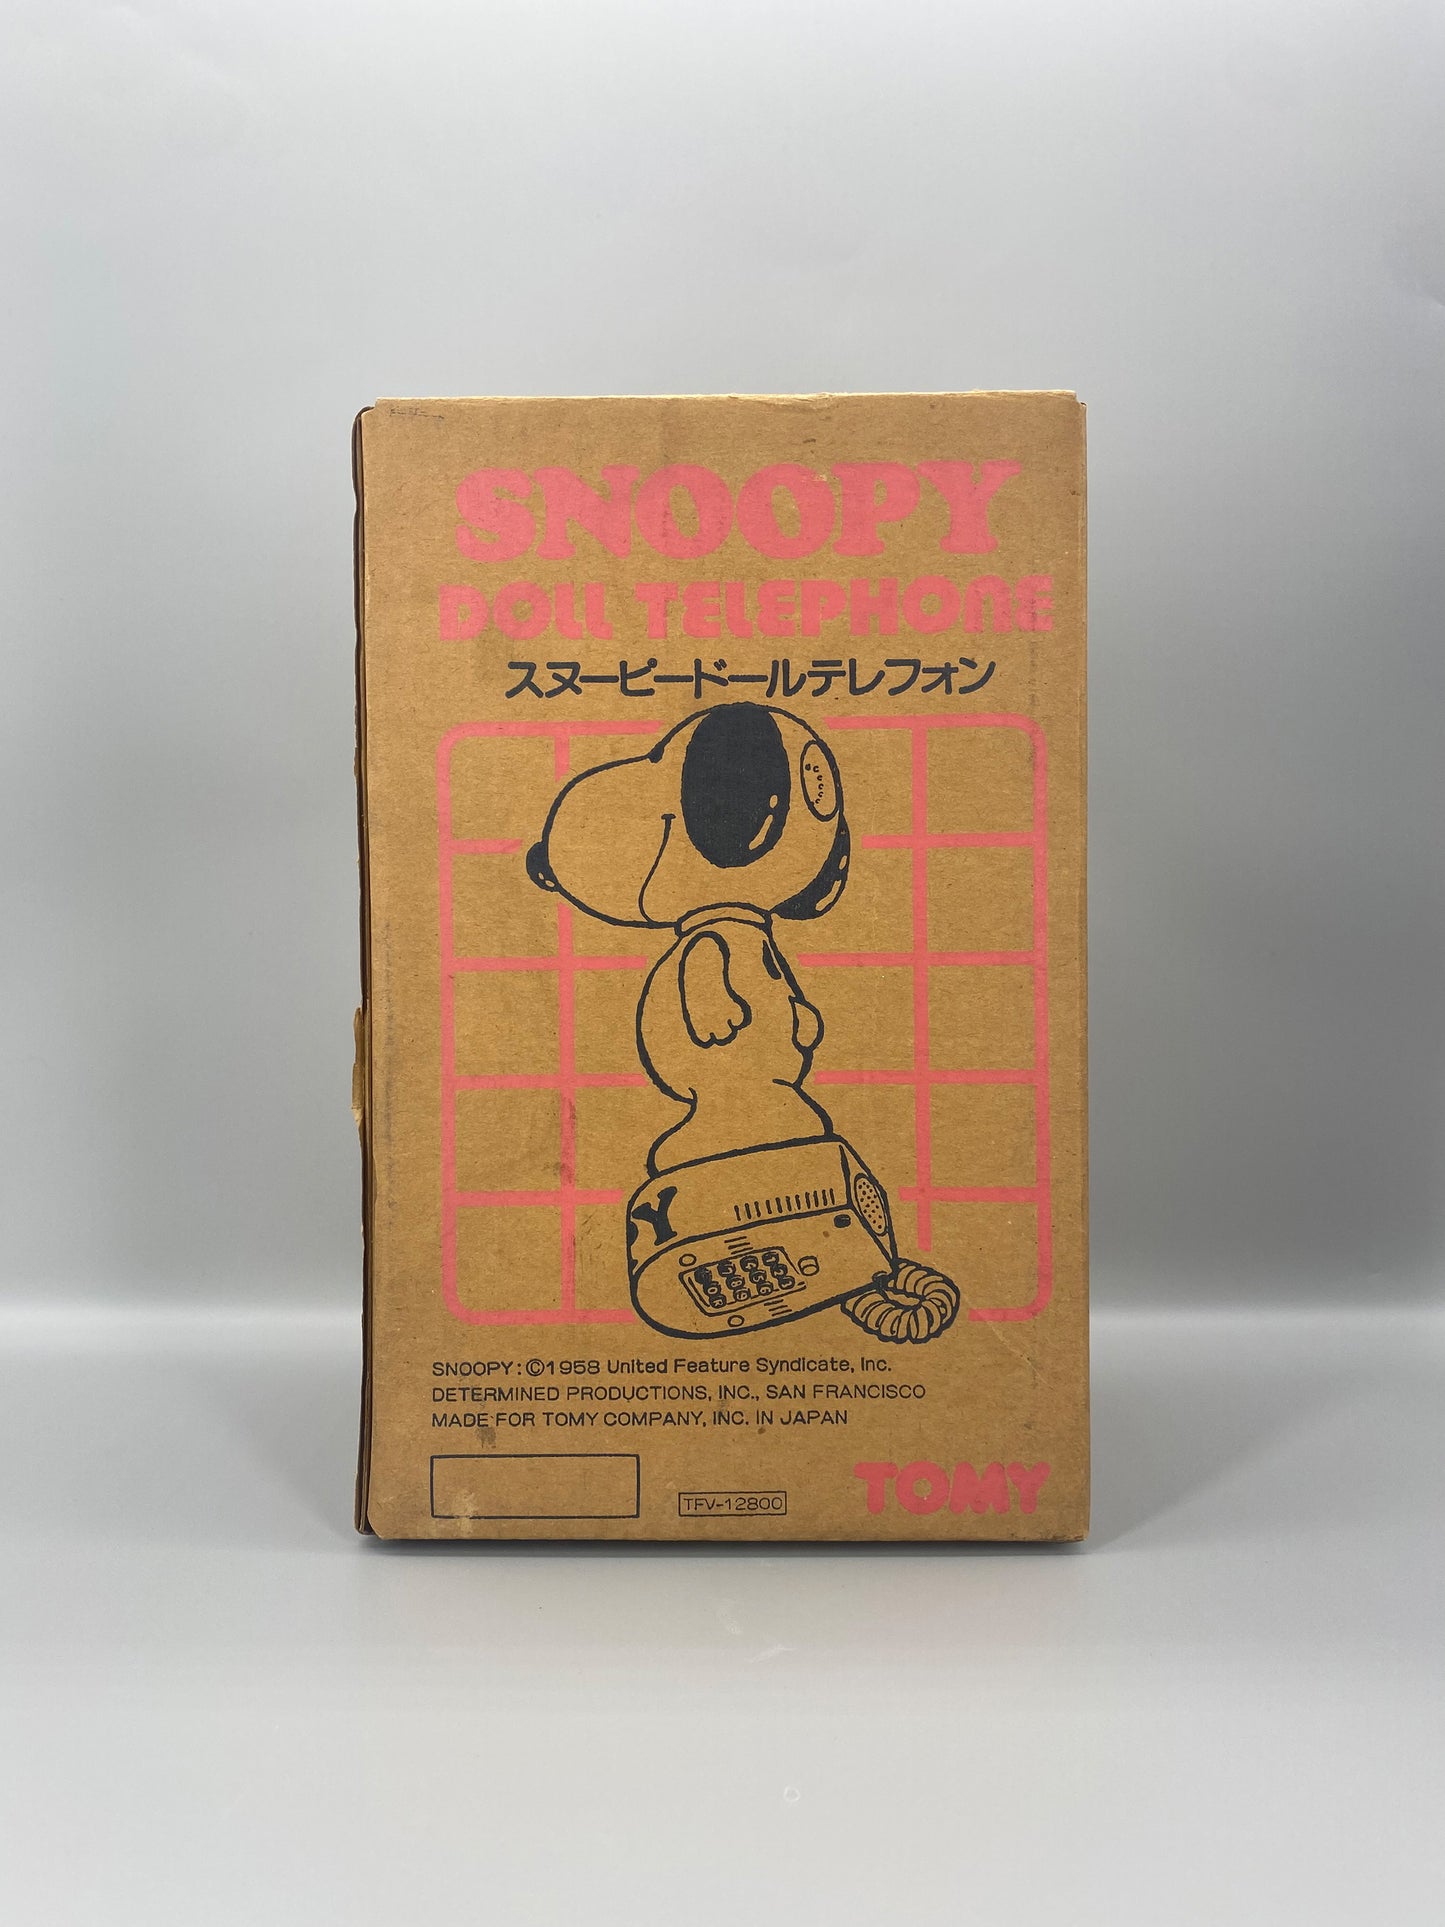 SNOOPY
DOLL TELEPHONE
スヌーピードールテレフォン
SNOOPY:©1958 United Feature Syndicate, Inc.
DETERMINED PRODUCTIONS, INC., SAN FRANCISCO
MADE FOR TOMY COMPANY, INC. IN JAPAN
TFV-12800
TOMY